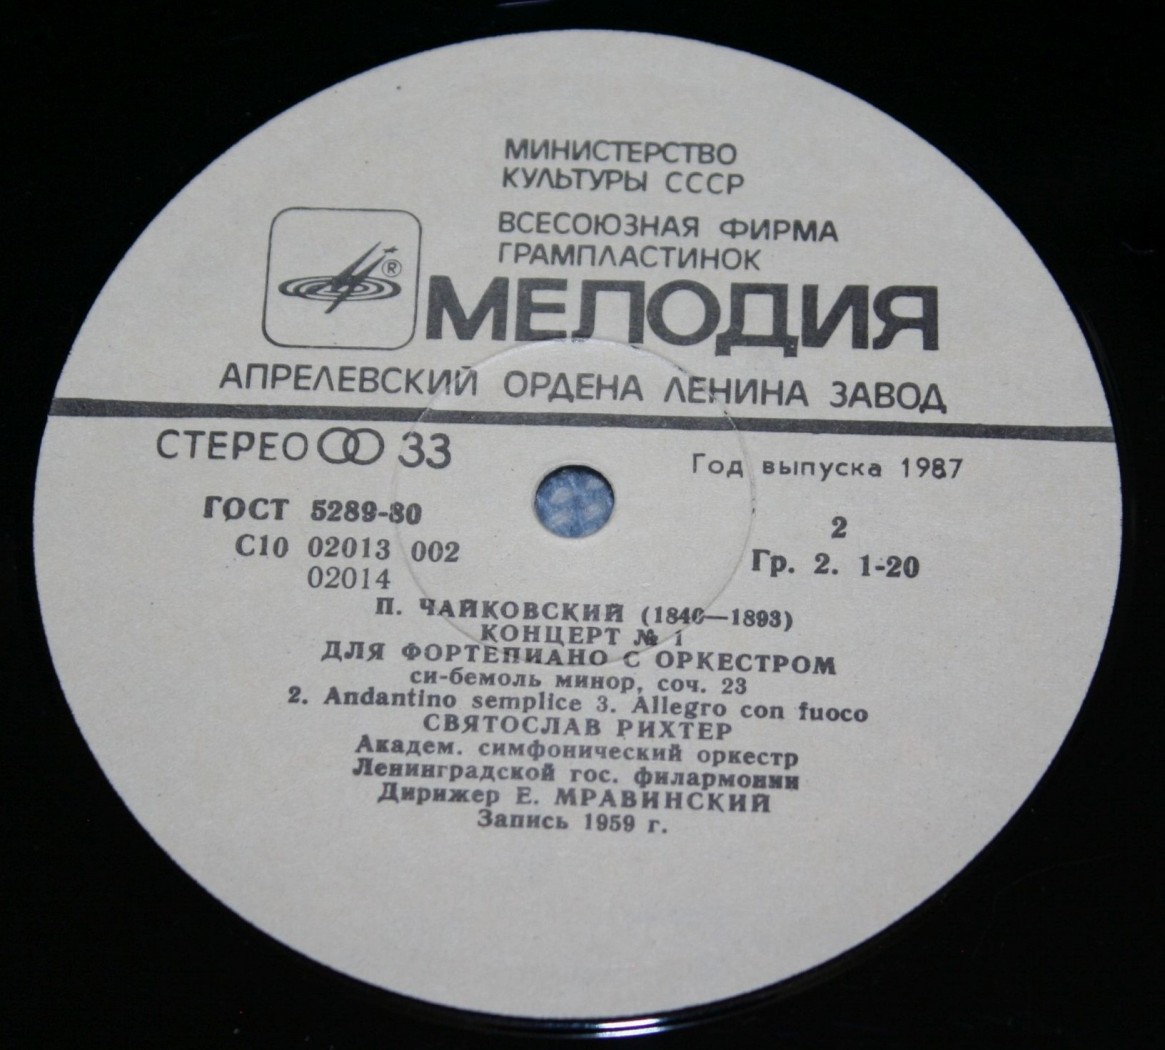 МИНИСТЕРСТВО
КУЛЬТУРЫ СССР
ВСЕСОЮЗНАЯ ФИРМА
ГРАМПЛАСТИНОК
®
МЕЛОДИЯ
АПРЕЛЕВСКИЙ ОРДЕНА ЛЕНИНА ЗАВОД
СТЕРЕО 33
Год выпуска 1987
ГОСТ 5289-80
2
С10 02013 002
Гр. 2. 1-20
02014
П. ЧАЙКОВСКИЙ (1840—1893)
КОНЦЕРТ № 1
ДЛЯ ФОРТЕПИАНО С ОРКЕСТРОМ
си-бемоль минор, соч. 23
2. Andantino semplice 3. Allegro con fuoco
СВЯТОСЛАВ РИХТЕР
Академ. симфонический оркестр
Ленинградской гос. филармонии
Дирижер Е. МРАВИНСКИЙ
Запись 1959 г.